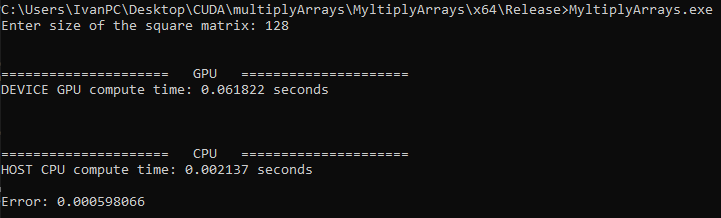 C:\Users\IvanPC\Desktop\CUDA\multiplyArrays\MyltiplyArrays\x64\Release>MyltiplyArrays.exe
Enter size of the square matrix: 128
=====================   GPU   =====================
DEVICE GPU compute time: 0.061822 seconds
=====================   CPU   =====================
HOST CPU compute time: 0.002137 seconds
Error: 0.000598066